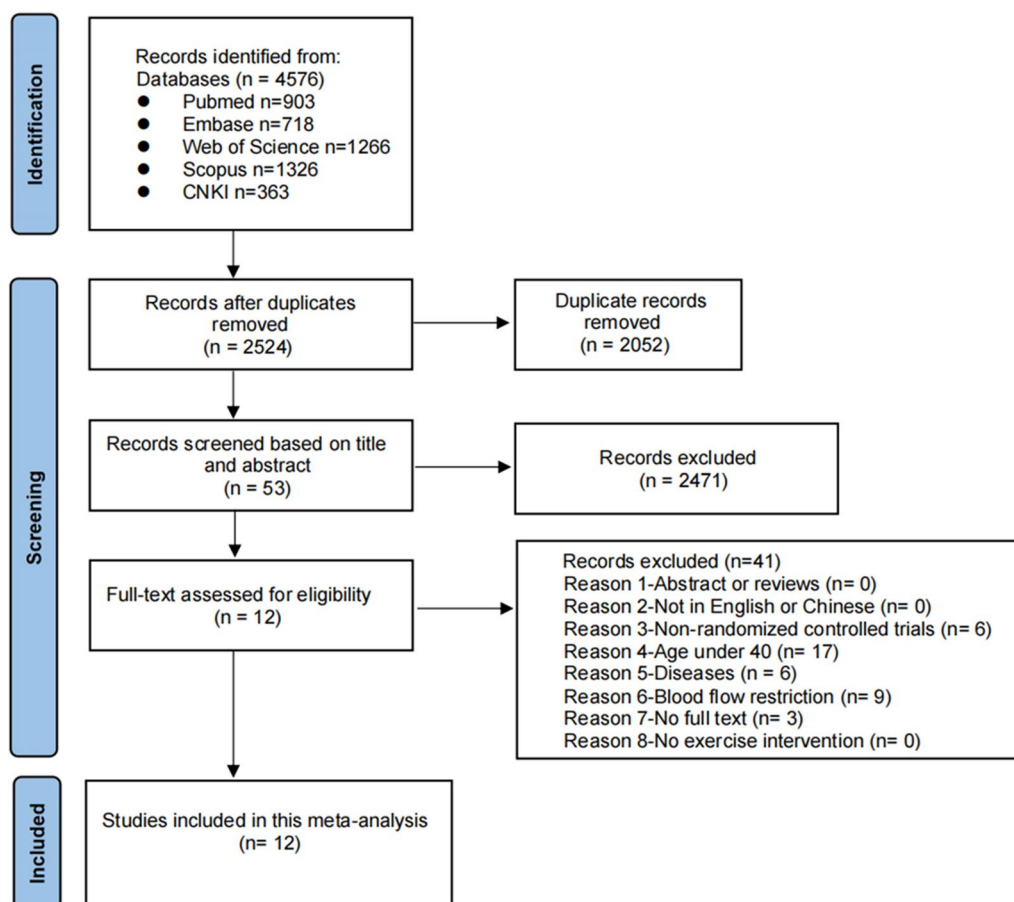 Identification
Records identified from:
Databases (n = 4576)
● Pubmed n=903
● Embase n=718
● Web of Science n=1266
● Scopus n=1326
● CNKI n=363
Screening
Records after duplicates
removed
(n = 2524)
Duplicate records
removed
(n = 2052)
Records screened based on title
and abstract
(n = 53)
Records excluded
(n = 2471)
Full-text assessed for eligibility
(n = 12)
Records excluded (n=41)
Reason 1-Abstract or reviews (n= 0)
Reason 2-Not in English or Chinese (n= 0)
Reason 3-Non-randomized controlled trials (n= 6)
Reason 4-Age under 40 (n= 17)
Reason 5-Diseases (n = 6)
Reason 6-Blood flow restriction (n= 9)
Reason 7-No full text (n= 3)
Reason 8-No exercise intervention (n= 0)
Included
Studies included in this meta-analysis
(n= 12)